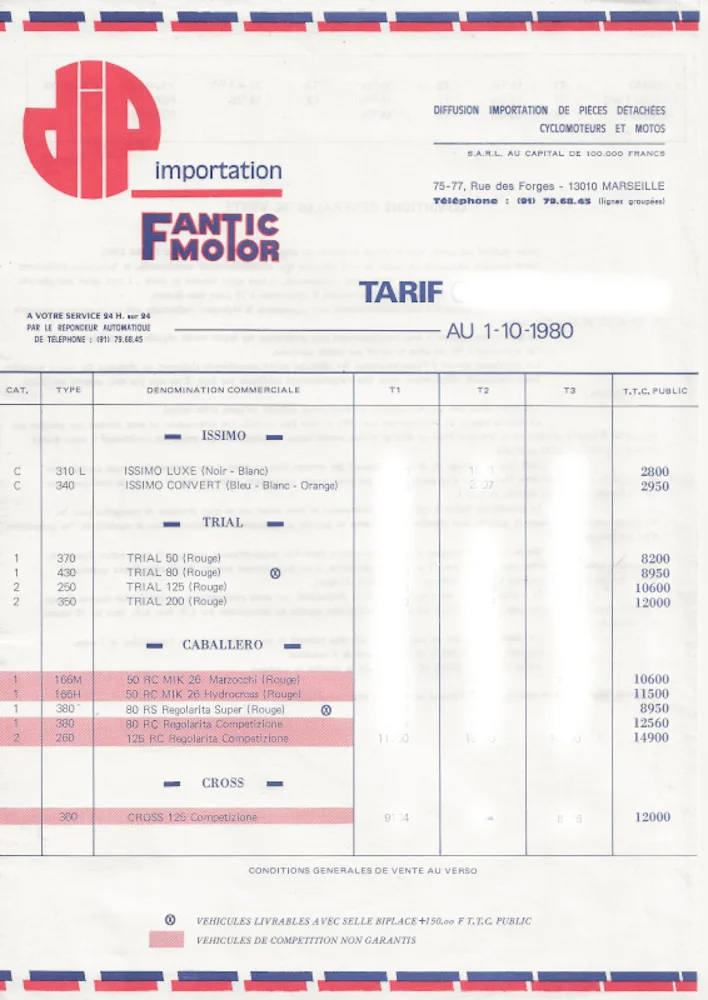 dip
importation
FANTIC
MOTOR
DIFFUSION IMPORTATION DE PIÈCES DÉTACHÉES
CYCLOMOTEURS ET MOTOS
S.A.R.L. AU CAPITAL DE 100.000 FRANCS
75-77, Rue des Forges - 13010 MARSEILLE
Téléphone : (91) 79.68.45 (lignes groupées)
TARIF
AU 1-10-1980
A VOTRE SERVICE 24 H. sur 24
PAR LE REPONDEUR AUTOMATIQUE
DE TELEPHONE : (91) 79.68.45
CAT. TYPE DENOMINATION COMMERCIALE T1 T2 T3 T.T.C. PUBLIC
ISSIMO
C 310 L ISSIMO LUXE (Noir - Blanc) 2800
C 340 ISSIMO CONVERT (Bleu - Blanc - Orange) 2950
TRIAL
1 370 TRIAL 50 (Rouge) 8200
1 430 TRIAL 80 (Rouge) ⓧ 8950
2 250 TRIAL 125 (Rouge) 10600
2 350 TRIAL 200 (Rouge) 12000
CABALLERO
1 166M 50 RC MIK 26 Marzocchi (Rouge) 10600
1 166H 50 RC MIK 26 Hydrocross (Rouge) 11500
1 380 80 RS Regolarita Super (Rouge) ⓧ 8950
1 380 80 RC Regolarita Competizione 12560
2 260 125 RC Regolarita Competizione 14900
CROSS
360 CROSS 125 Competizione 12000
CONDITIONS GENERALES DE VENTE AU VERSO
ⓧ VEHICULES LIVRABLES AVEC SELLE BIPLACE +150,00 F T.T.C. PUBLIC
VEHICULES DE COMPETITION NON GARANTIS